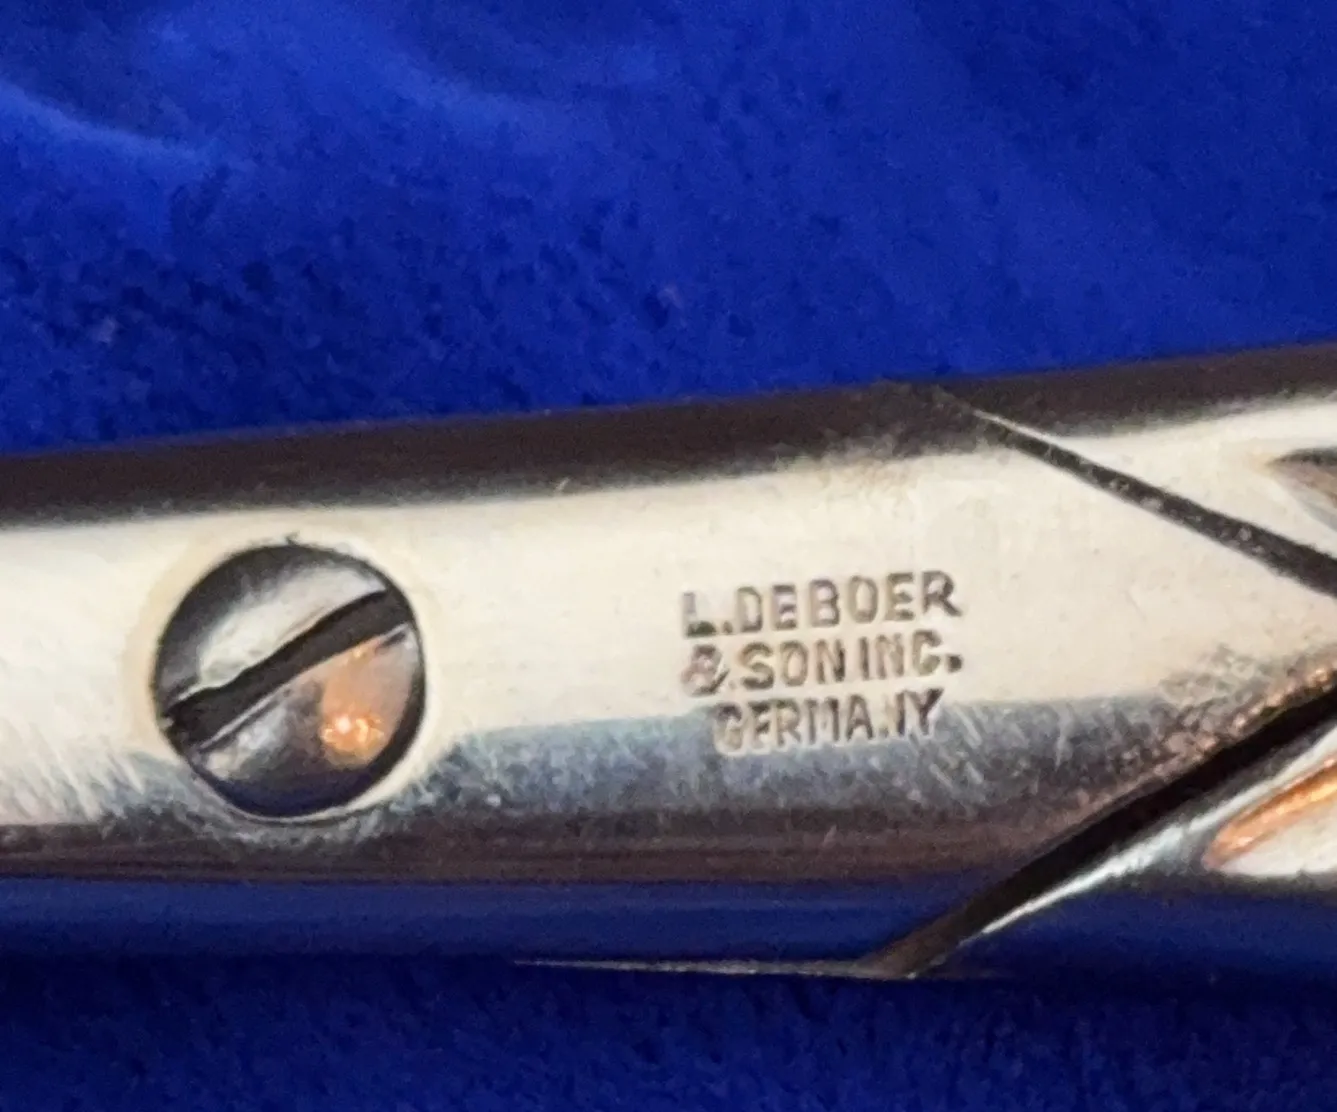 L. DEBOER
& SON INC.
GERMANY